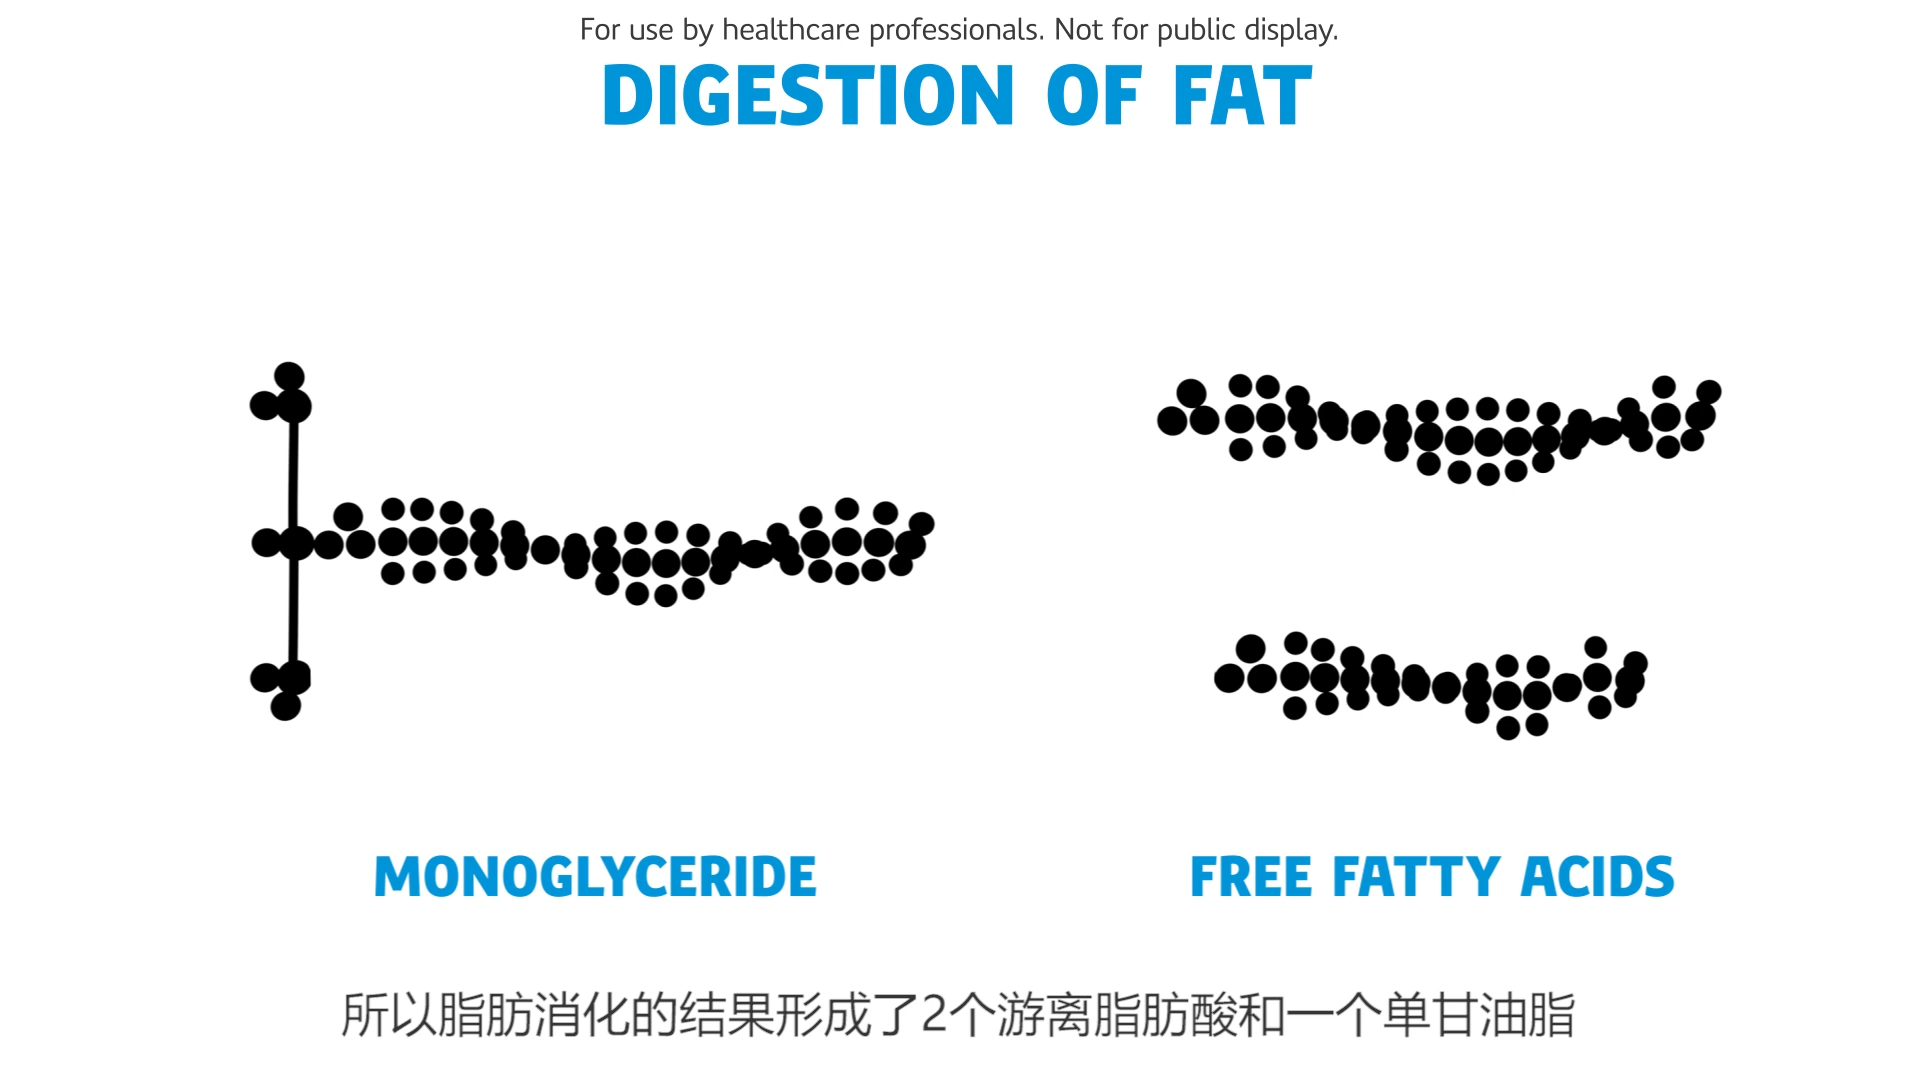 For use by healthcare professionals. Not for public display.
DIGESTION OF FAT
MONOGLYCERIDE
FREE FATTY ACIDS
所以脂肪消化的结果形成了2个游离脂肪酸和一个单甘油脂